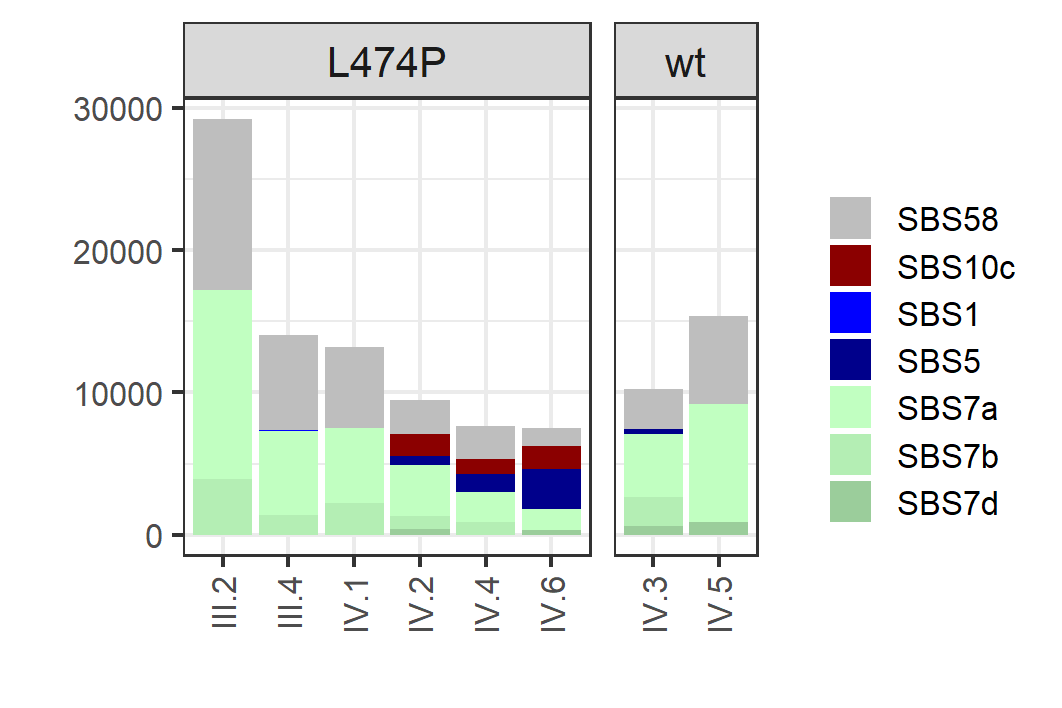 L474P
wt
30000
20000
10000
0
III.2
III.4
IV.1
IV.2
IV.4
IV.6
IV.3
IV.5
SBS58
SBS10c
SBS1
SBS5
SBS7a
SBS7b
SBS7d